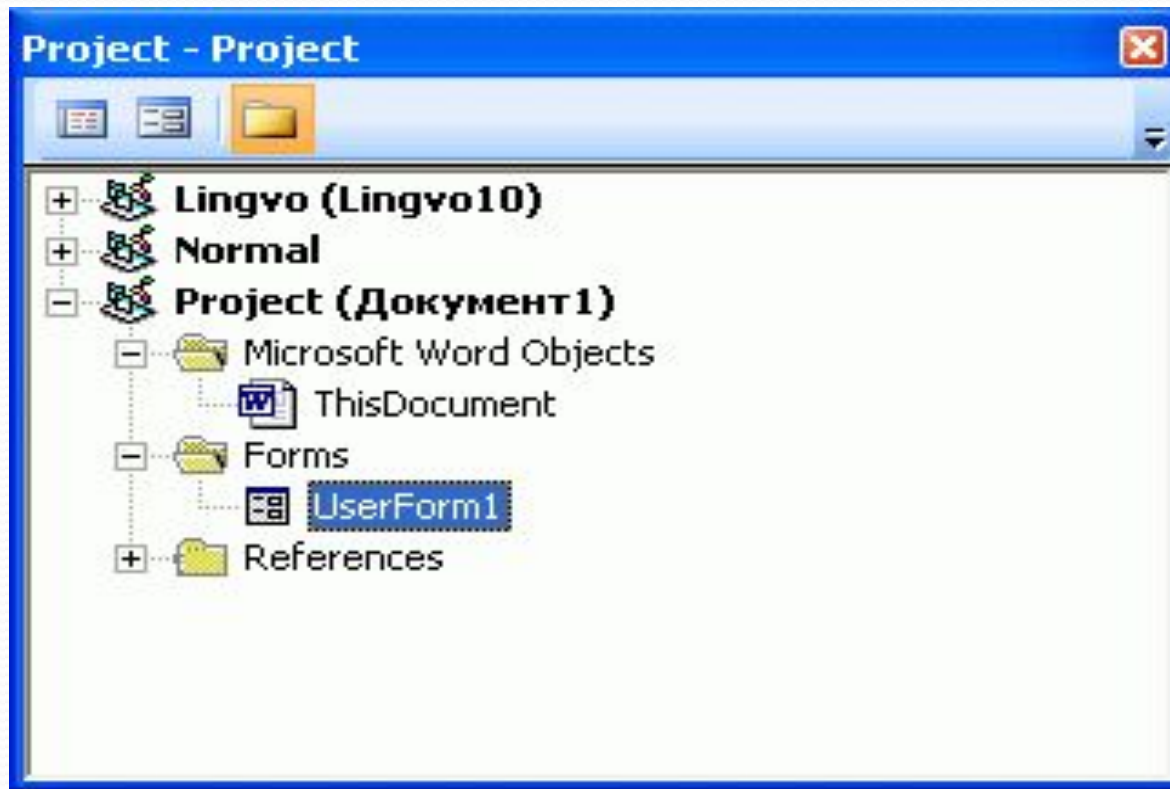 Project - Project
Lingvo (Lingvo10)
Normal
Project (Документ1)
Microsoft Word Objects
ThisDocument
Forms
UserForm1
References